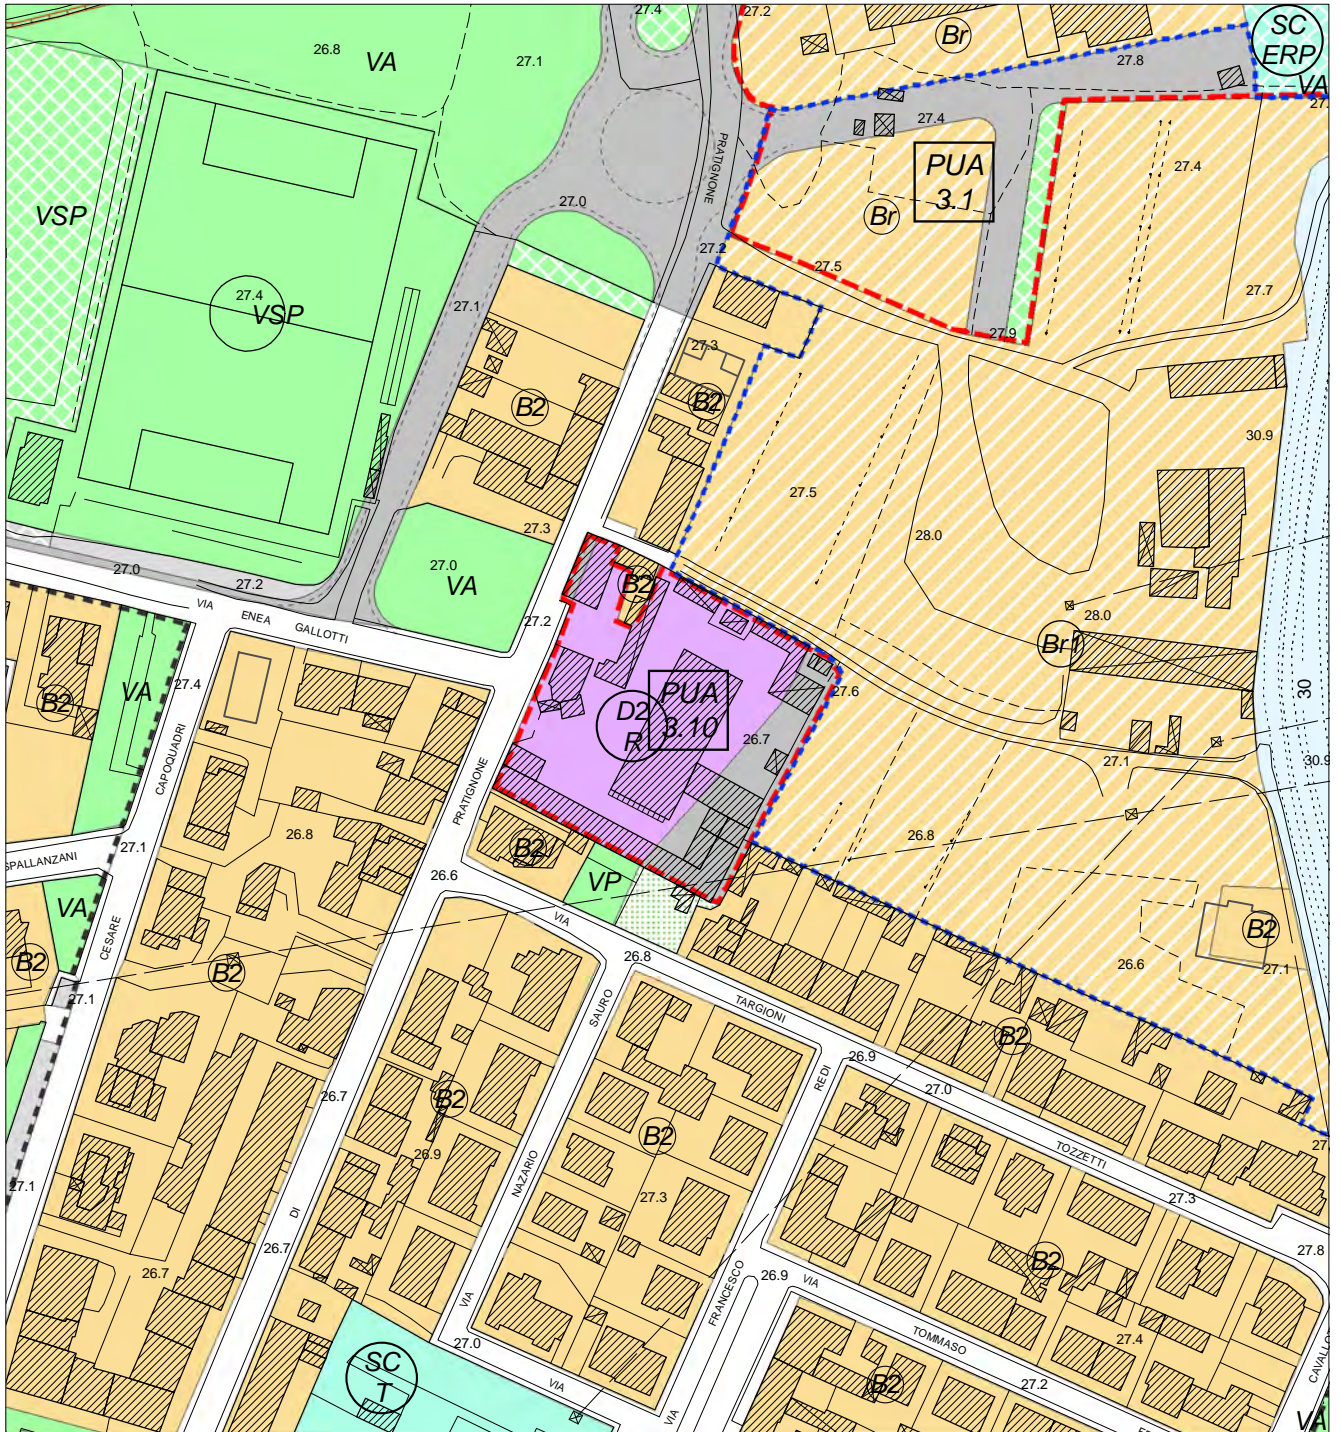 27.4
27.2
SC
ERP
Br
26.8
VA
27.1
27.8
VA
27.4
PRATIGNONE
PUA
3.1
27.4
VSP
27.0
Br
27.2
27.5
27.7
27.4
VSP
27.1
27.9
27.3
B2
B2
30.9
27.5
28.0
27.3
27.0
VA
27.0
27.2
B2
28.0
VIA
ENEA
GALLOTTI
27.2
Br1
VA
27.4
B2
PUA
3.10
D2
R
27.6
30
26.7
27.1
30.9
CAPOQUADRI
PRATIGNONE
26.8
26.8
27.1
B2
SPALLANZANI
26.6
VP
VA
VIA
B2
CESARE
26.8
B2
B2
26.6
27.1
27.1
SAURO
TARGIONI
B2
26.9
REDI
27.0
26.7
B2
B2
TOZZETTI
26.9
NAZARIO
27.1
27.3
27.3
DI
26.7
27.8
B2
26.7
26.9
VIA
FRANCESCO
VIA
27.4
TOMMASO
27.0
SC
T
VIA
B2
27.2
CAVALLO
VIA
VA